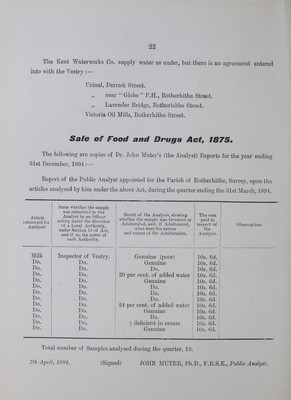 22
The Kent Waterworks Co. supply water as under, but there is no agreement entered
into with the Vestry :—
Urinal, Derrick Street.
„ near “Globe” P.H., Rotherhithe Street.
„ Lavender Bridge, Rotherhithe Street.
Victoria Oil Mills, Rotherhithe Street.
Sale of Food and Drugs Act, 1875.
The following are copies of Dr. John Muter's (the Analyst) Reports for the year ending
31st December, 1894 :—
Report of the Public Analyst appointed for the Parish of Rotherhithe, Surrey, upon the
articles analysed by him under the above Act, during the quarter ending the 31st March, 1894.
Article submitted for Analysis. State whether the sample was submitted to the Analyst by an Officer acting under the direction of a Local Authority, under Section 13 of Act, and if so, the name of such Authority. Result of the Analysis, showing whether the sample was Genuine or Adulterated, and, if Adulterated, what were the nature and extent of the Adulteration. The sum paid in respect of the Analysis. Observations.
Milk Inspector of Vestry. Genuine (poor) 10s. 6d.
Do. Do. Genuine 10s. 6d.
Do. Do. Do. 10s. 6d.
Do. Do. 20 per cent. of added water 10s. 6d.
Do. Do. Genuine 10s. 6d.
Do. Do. Do. 10s. 6d.
Do. Do. Do. 10s. 6d.
Do. Do. Do. 10s. 6d.
Do. Do. 24 per cent. of added water 10s. 6d.
Do. Do. Genuine 10s. 6d.
Do. Do. Do. 10s. 6d.
Do. Do. deficient in cream 10s. 6d.
Do. Do. Genuine 10s. 6d.
Total number of Samples analysed during the quarter, 13.
7th April, 1894. (Signed) JOHN MUTER, Ph.D., F.R.S.E., Public Analyst.